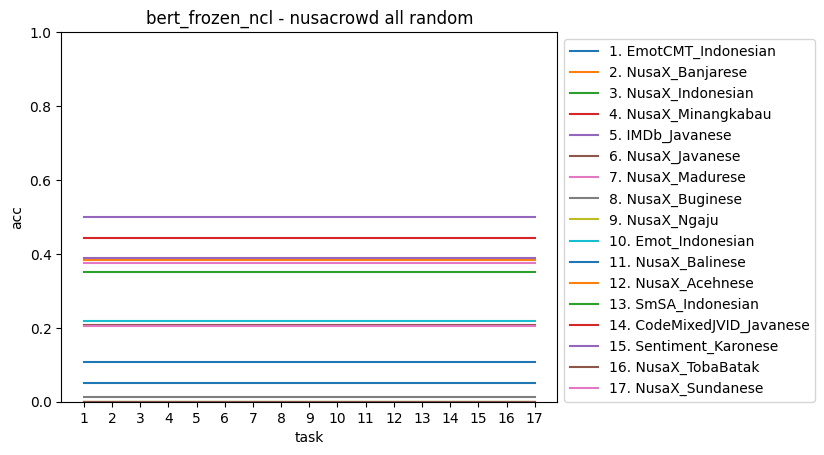 bert_frozen_ncl - nusacrowd all random
1.0
0.8
0.6
0.4
0.2
0.0
acc
1 2 3 4 5 6 7 8 9 10 11 12 13 14 15 16 17
task
1. EmotCMT_Indonesian
2. NusaX_Banjarese
3. NusaX_Indonesian
4. NusaX_Minangkabau
5. IMDb_Javanese
6. NusaX_Javanese
7. NusaX_Madurese
8. NusaX_Buginese
9. NusaX_Ngaju
10. Emot_Indonesian
11. NusaX_Balinese
12. NusaX_Acehnese
13. SmSA_Indonesian
14. CodeMixedJVID_Javanese
15. Sentiment_Karonese
16. NusaX_TobaBatak
17. NusaX_Sundanese